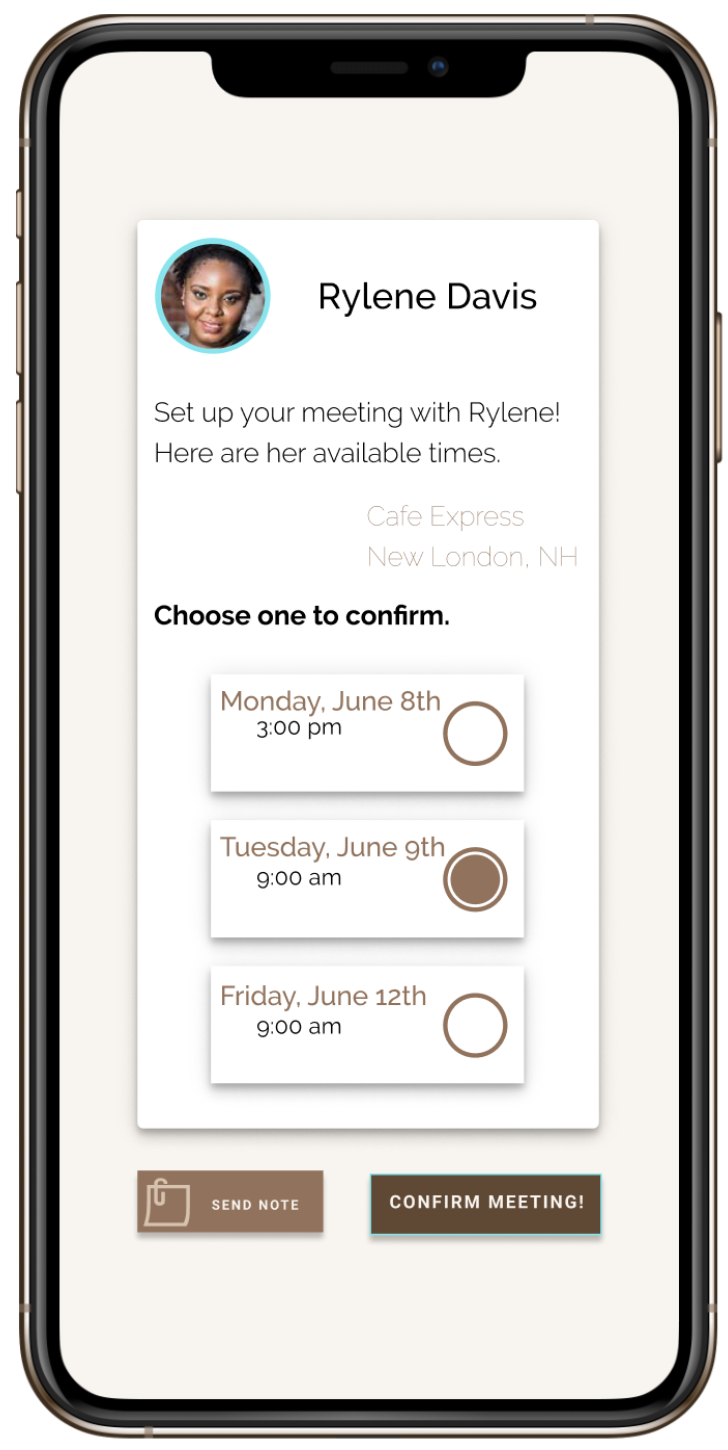 Rylene Davis
Set up your meeting with Rylene!
Here are her available times.
Cafe Express
New London, NH
Choose one to confirm.
Monday, June 8th
3:00 pm
Tuesday, June 9th
9:00 am
Friday, June 12th
9:00 am
SEND NOTE
CONFIRM MEETING!